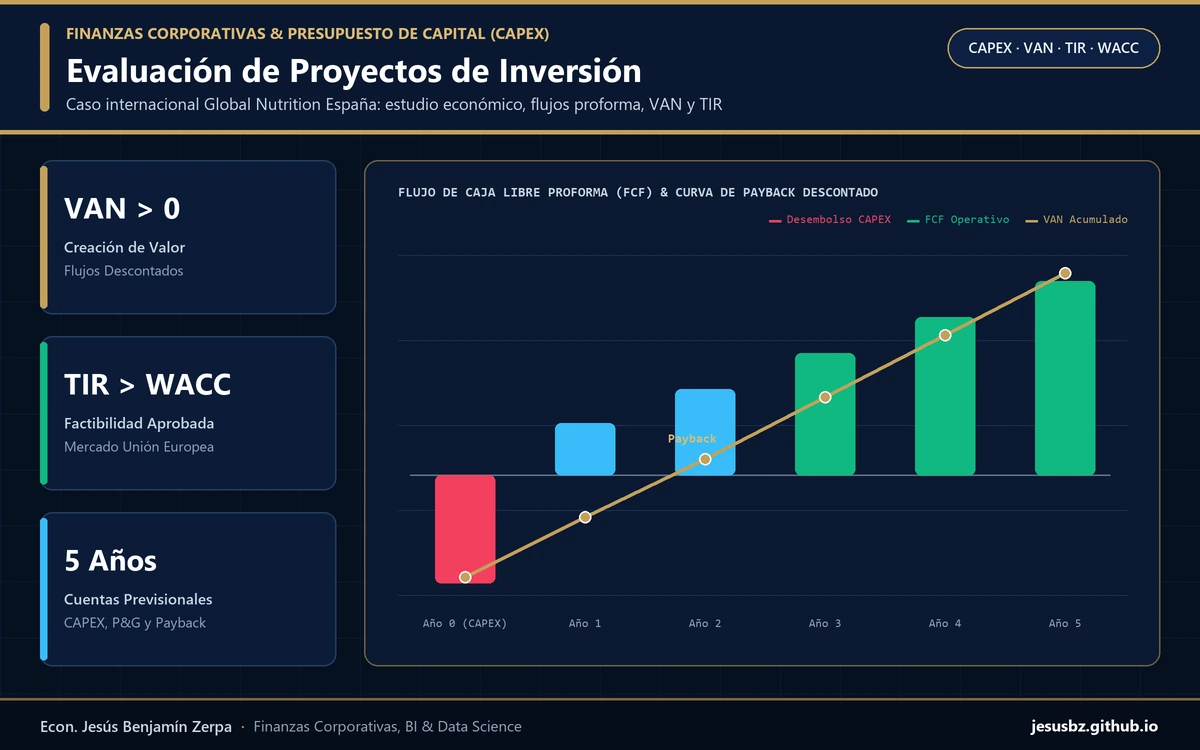 FINANZAS CORPORATIVAS & PRESUPUESTO DE CAPITAL (CAPEX)
Evaluación de Proyectos de Inversión
Caso internacional Global Nutrition España: estudio económico, flujos proforma, VAN y TIR
CAPEX · VAN · TIR · WACC
VAN > 0
Creación de Valor
Flujos Descontados
TIR > WACC
Factibilidad Aprobada
Mercado Unión Europea
5 Años
Cuentas Previsionales
CAPEX, P&G y Payback
FLUJO DE CAJA LIBRE PROFORMA (FCF) & CURVA DE PAYBACK DESCONTADO
Desembolso CAPEX FCF Operativo VAN Acumulado
Payback
Año 0 (CAPEX) Año 1 Año 2 Año 3 Año 4 Año 5
Econ. Jesús Benjamín Zerpa · Finanzas Corporativas, BI & Data Science
jesusbz.github.io